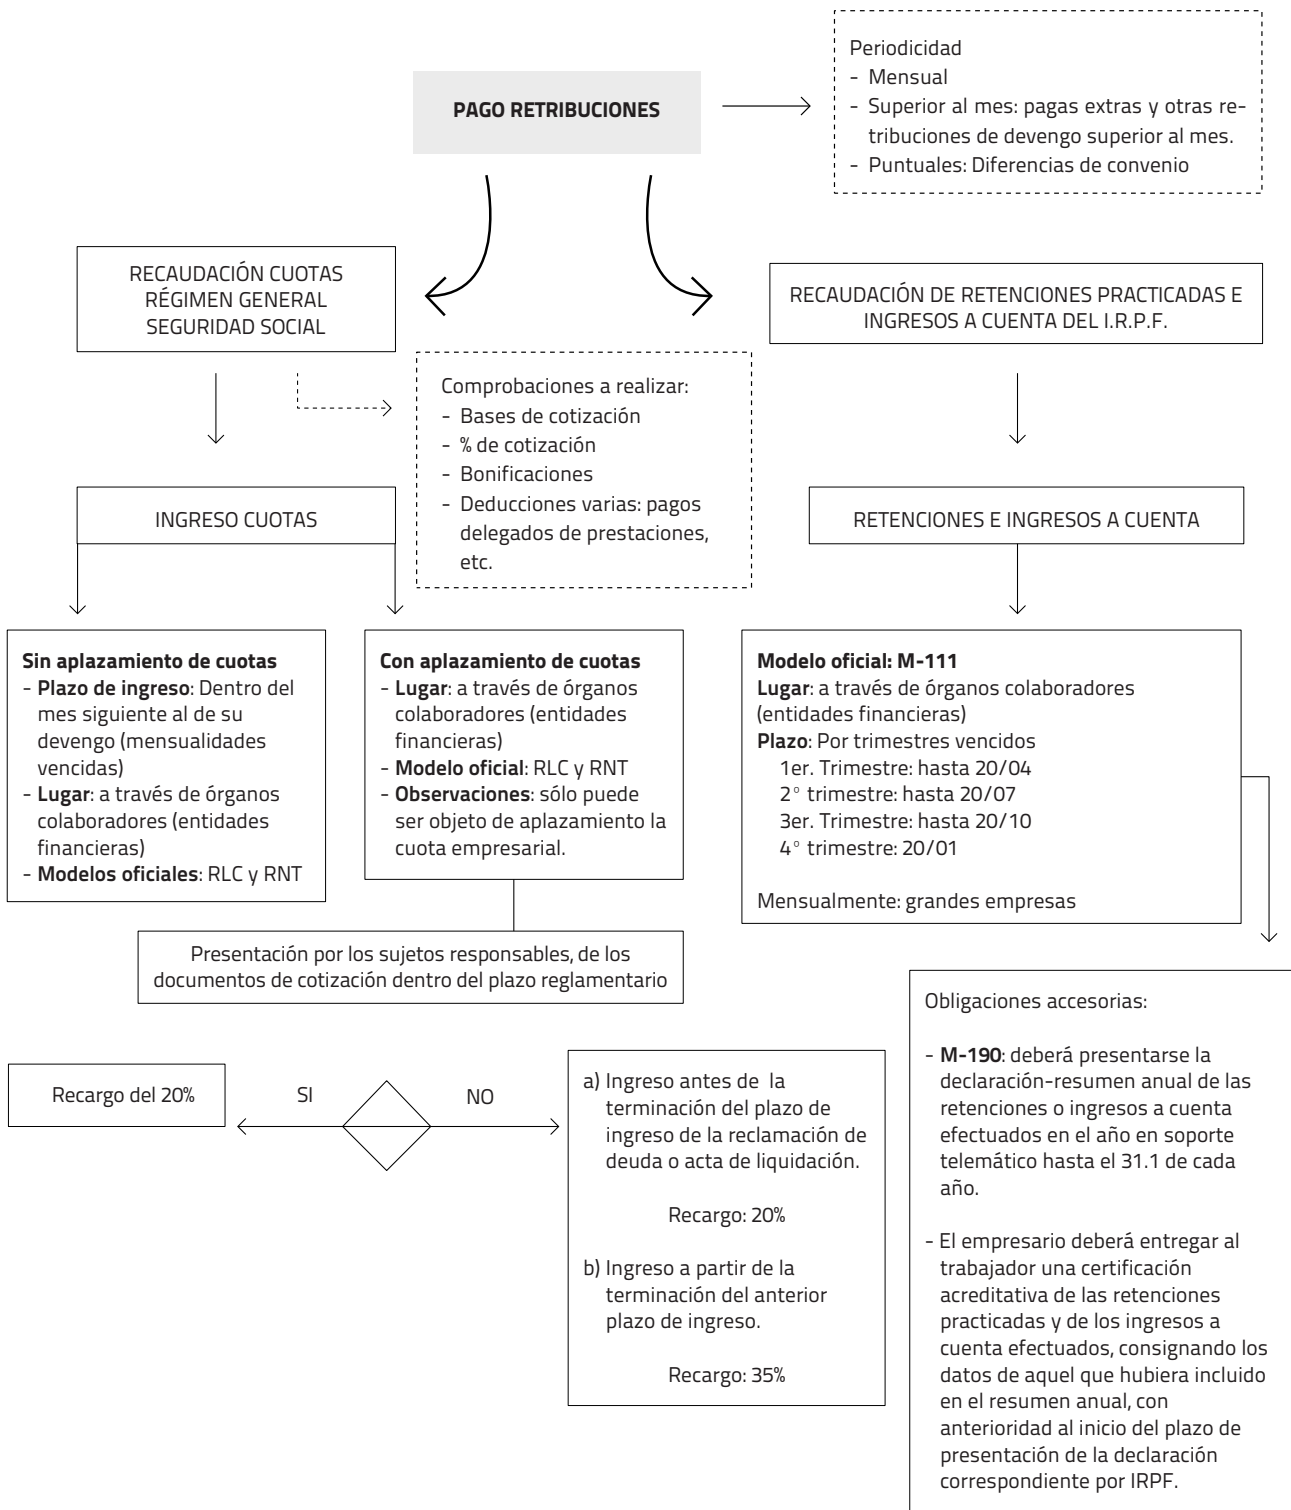 PAGO RETRIBUCIONES
Periodicidad
- Mensual
- Superior al mes: pagas extras y otras re-
tribuciones de devengo superior al mes.
- Puntuales: Diferencias de convenio
RECAUDACIÓN CUOTAS
RÉGIMEN GENERAL
SEGURIDAD SOCIAL
RECAUDACIÓN DE RETENCIONES PRACTICADAS E
INGRESOS A CUENTA DEL I.R.P.F.
Comprobaciones a realizar:
- Bases de cotización
- % de cotización
- Bonificaciones
- Deducciones varias: pagos
delegados de prestaciones,
etc.
INGRESO CUOTAS
RETENCIONES E INGRESOS A CUENTA
Sin aplazamiento de cuotas
- Plazo de ingreso: Dentro del
mes siguiente al de su
devengo (mensualidades
vencidas)
- Lugar: a través de órganos
colaboradores (entidades
financieras)
- Modelos oficiales: RLC y RNT
Con aplazamiento de cuotas
- Lugar: a través de órganos
colaboradores (entidades
financieras)
- Modelo oficial: RLC y RNT
- Observaciones: sólo puede
ser objeto de aplazamiento la
cuota empresarial.
Modelo oficial: M-111
Lugar: a través de órganos colaboradores
(entidades financieras)
Plazo: Por trimestres vencidos
1er. Trimestre: hasta 20/04
2° trimestre: hasta 20/07
3er. Trimestre: hasta 20/10
4° trimestre: 20/01
Mensualmente: grandes empresas
Presentación por los sujetos responsables, de los
documentos de cotización dentro del plazo reglamentario
Recargo del 20%
SI
NO
a) Ingreso antes de la
terminación del plazo de
ingreso de la reclamación de
deuda o acta de liquidación.
Recargo: 20%
b) Ingreso a partir de la
terminación del anterior
plazo de ingreso.
Recargo: 35%
Obligaciones accesorias:
- M-190: deberá presentarse la
declaración-resumen anual de las
retenciones o ingresos a cuenta
efectuados en el año en soporte
telemático hasta el 31.1 de cada
año.
- El empresario deberá entregar al
trabajador una certificación
acreditativa de las retenciones
practicadas y de los ingresos a
cuenta efectuados, consignando los
datos de aquel que hubiera incluido
en el resumen anual, con
anterioridad al inicio del plazo de
presentación de la declaración
correspondiente por IRPF.